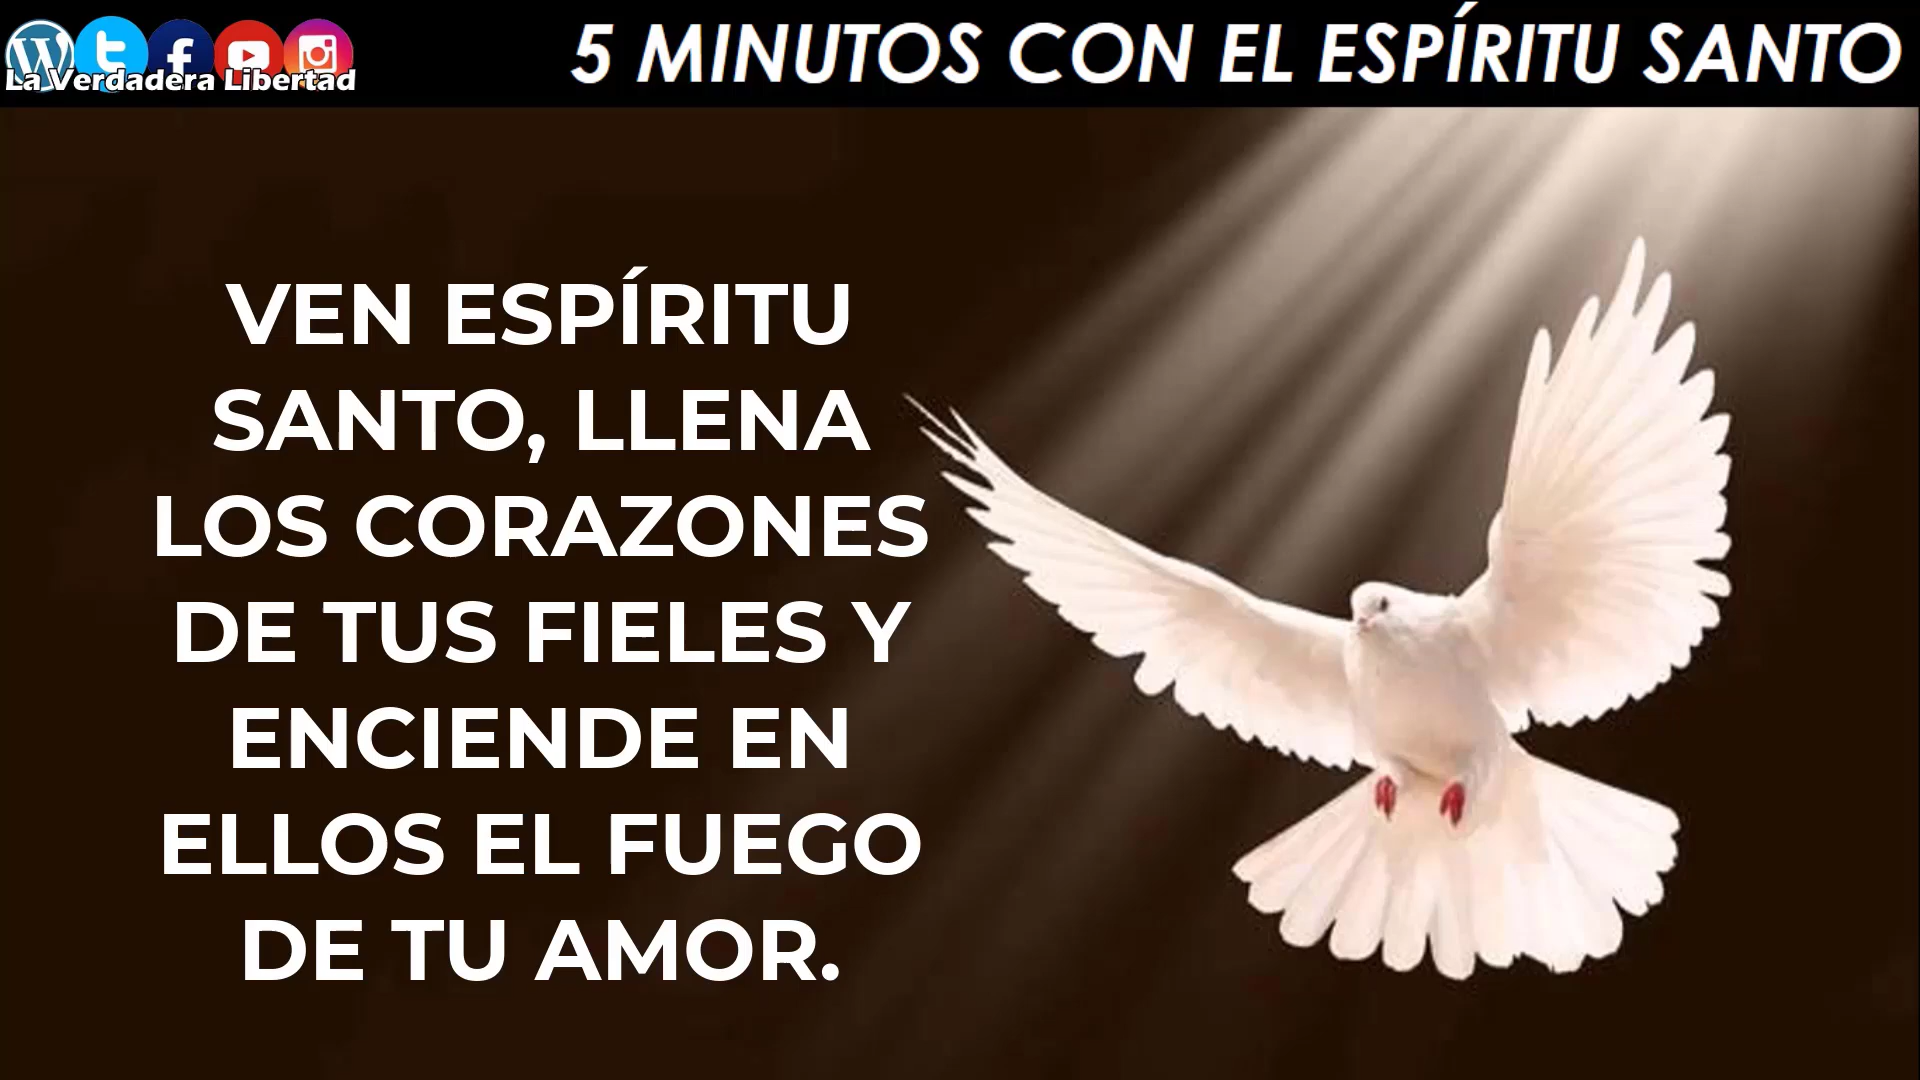 La Verdadera Libertad
5 MINUTOS CON EL ESPÍRITU SANTO
VEN ESPÍRITU
SANTO, LLENA
LOS CORAZONES
DE TUS FIELES Y
ENCIENDE EN
ELLOS EL FUEGO
DE TU AMOR.